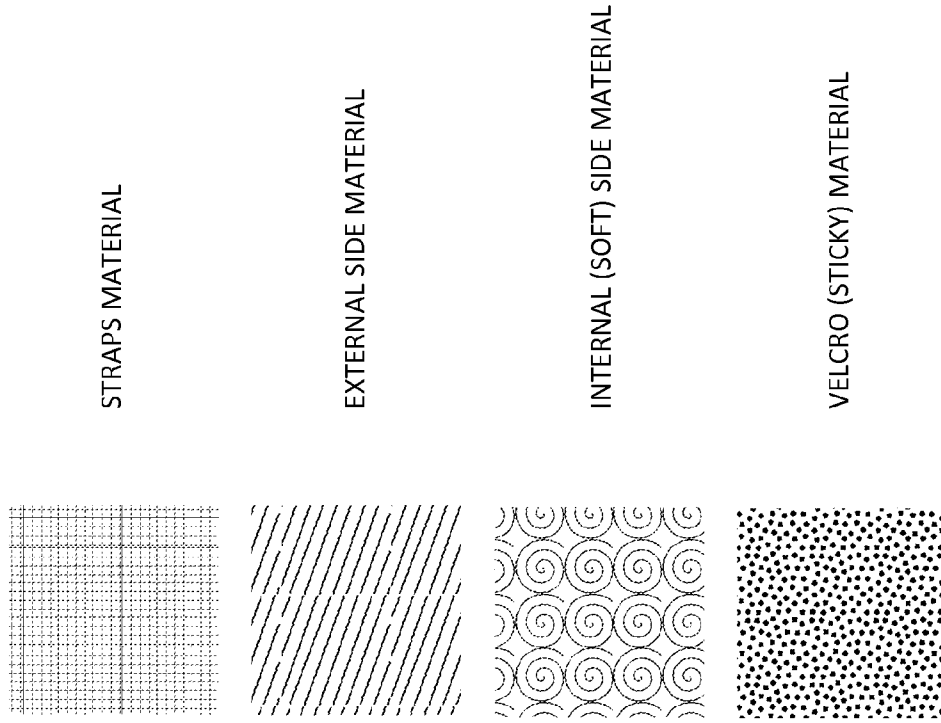 STRAPS MATERIAL
EXTERNAL SIDE MATERIAL
INTERNAL (SOFT) SIDE MATERIAL
VELCRO (STICKY) MATERIAL